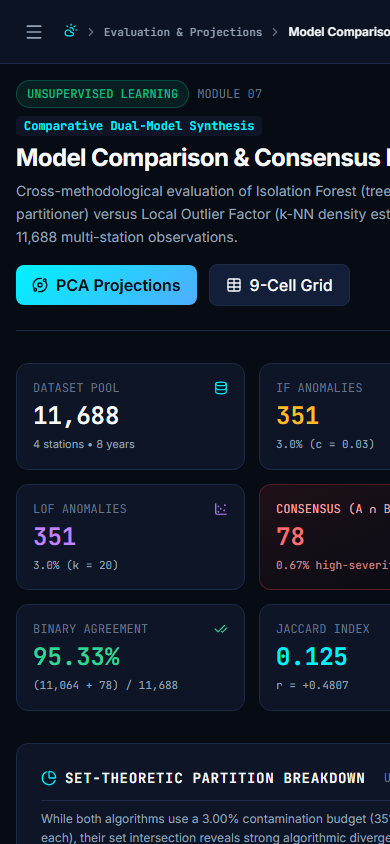 Evaluation & Projections
Model Compariso
UNSUPERVISED LEARNING
MODULE 07
Comparative Dual-Model Synthesis
Model Comparison & Consensus
Cross-methodological evaluation of Isolation Forest (tree
partitioner) versus Local Outlier Factor (k-NN density est
11,688 multi-station observations.
PCA Projections
9-Cell Grid
DATASET POOL
11,688
4 stations • 8 years
IF ANOMALIES
351
3.0% (c = 0.03)
LOF ANOMALIES
351
3.0% (k = 20)
CONSENSUS (A ∩ B
78
0.67% high-severi
BINARY AGREEMENT
95.33%
(11,064 + 78) / 11,688
JACCARD INDEX
0.125
r = +0.4807
SET-THEORETIC PARTITION BREAKDOWN
While both algorithms use a 3.00% contamination budget (35
each), their set intersection reveals strong algorithmic diverge